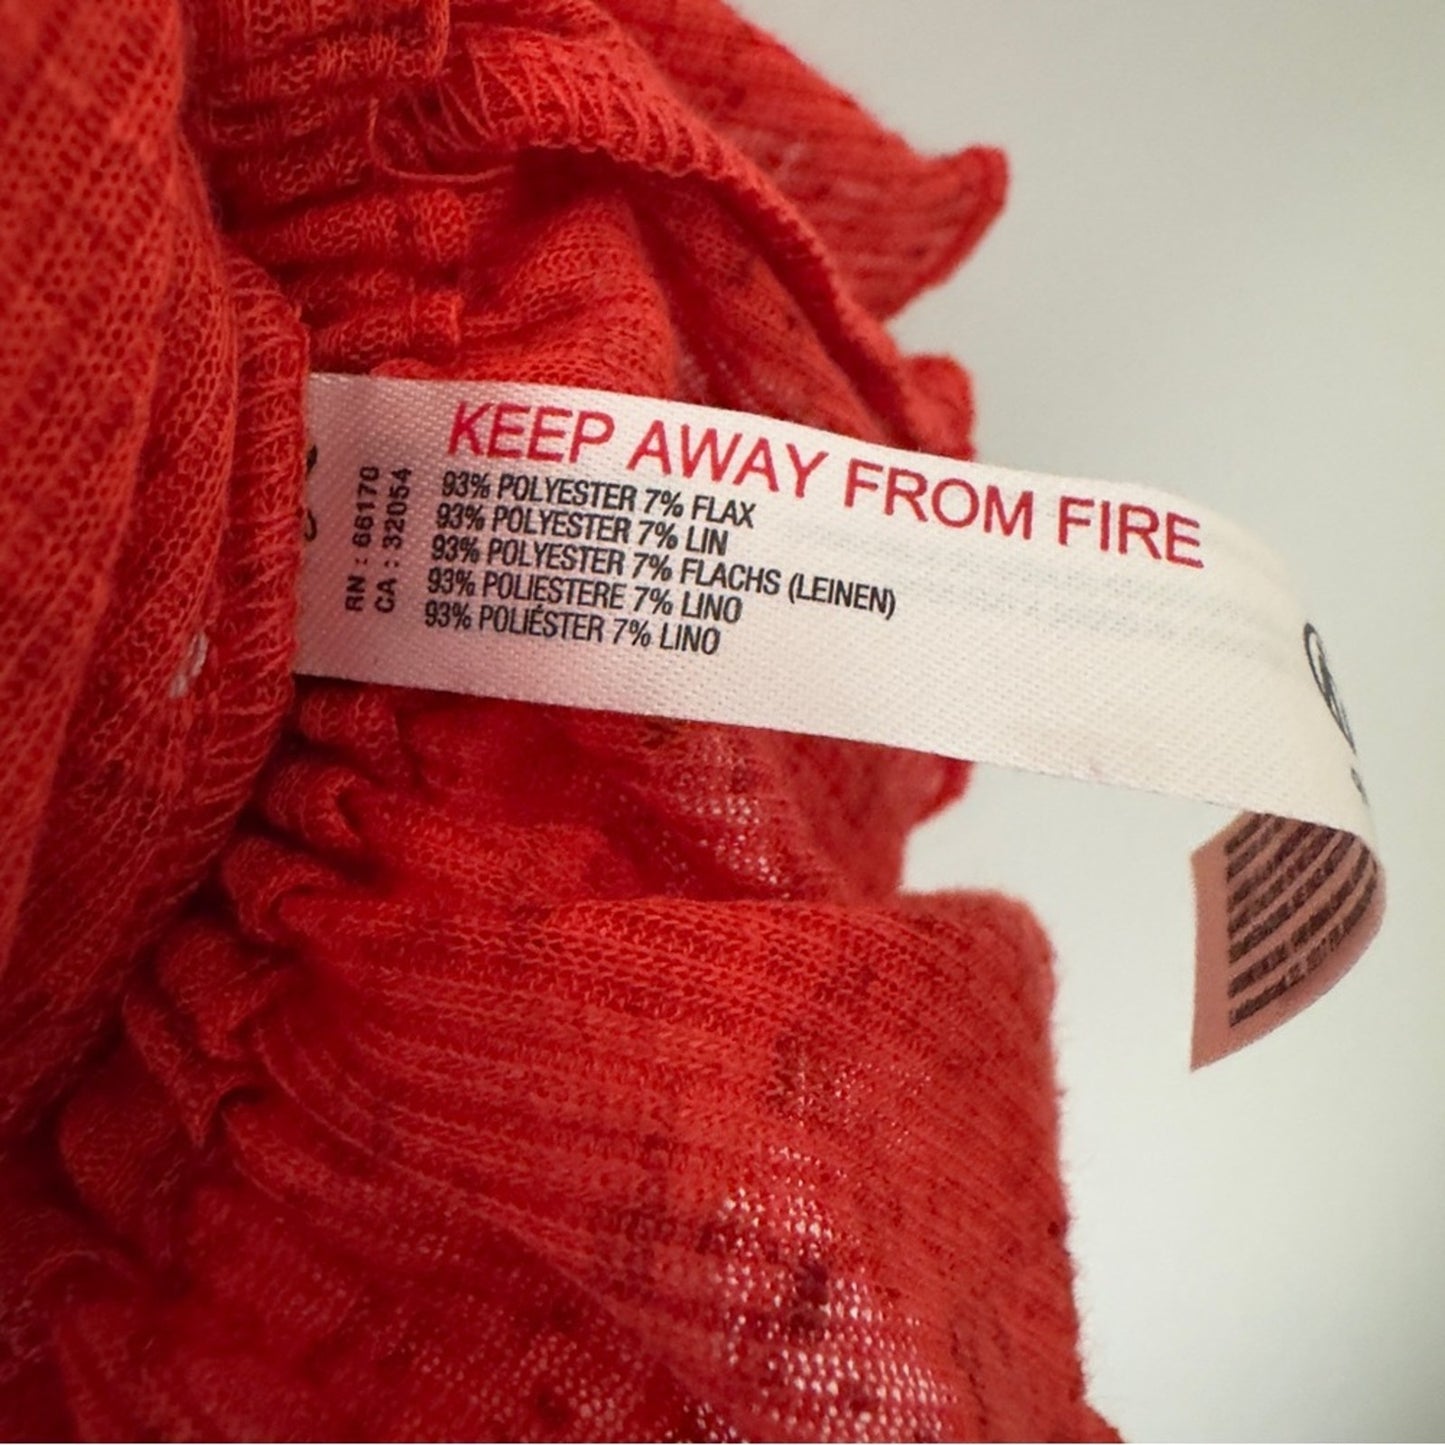 KEEP AWAY FROM FIRE
93% POLYESTER 7% FLAX
93% POLYESTER 7% LIN
93% POLYESTER 7% FLACHS (LEINEN)
93% POLIESTERE 7% LINO
93% POLIÉSTER 7% LINO
RN : 66170
CA : 32054